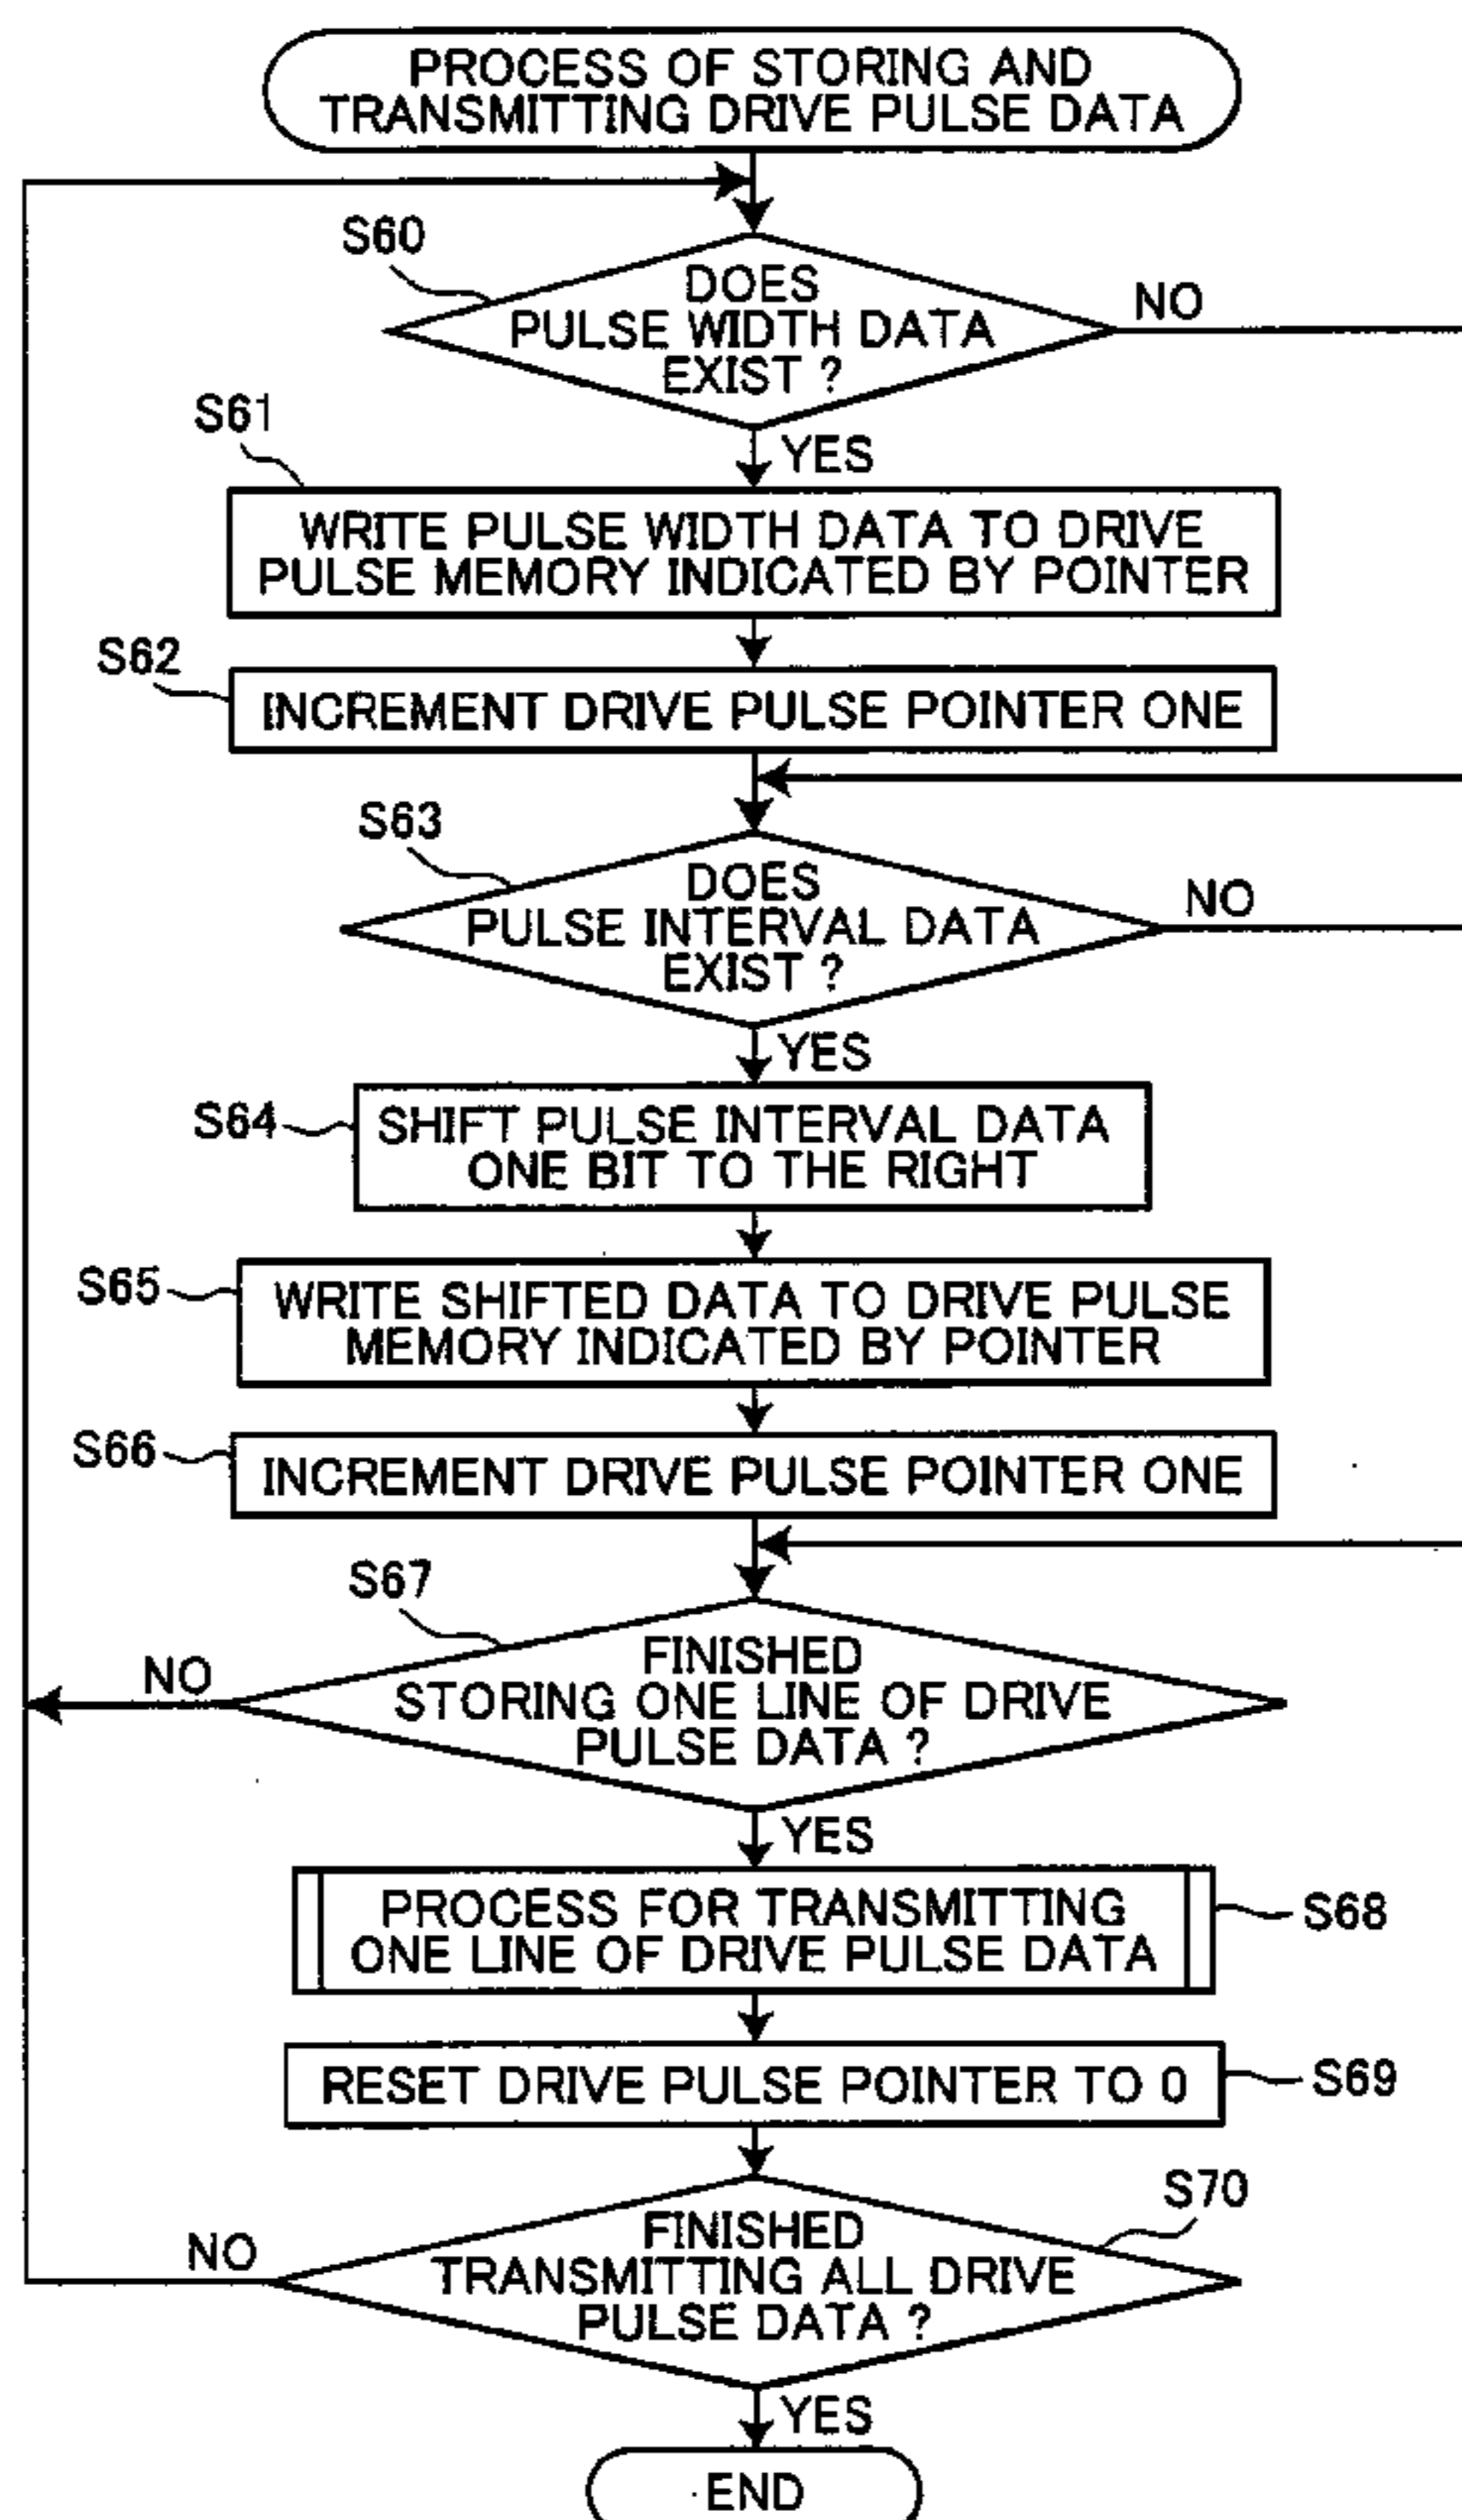 PROCESS OF STORING AND
TRANSMITTING DRIVE PULSE DATA
S60
DOES
PULSE WIDTH DATA
EXIST ?
NO
YES
S61
WRITE PULSE WIDTH DATA TO DRIVE
PULSE MEMORY INDICATED BY POINTER
S62
INCREMENT DRIVE PULSE POINTER ONE
S63
DOES
PULSE INTERVAL DATA
EXIST ?
NO
YES
S64
SHIFT PULSE INTERVAL DATA
ONE BIT TO THE RIGHT
S65
WRITE SHIFTED DATA TO DRIVE PULSE
MEMORY INDICATED BY POINTER
S66
INCREMENT DRIVE PULSE POINTER ONE
S67
FINISHED
STORING ONE LINE OF DRIVE
PULSE DATA ?
NO
YES
PROCESS FOR TRANSMITTING
ONE LINE OF DRIVE PULSE DATA
S68
RESET DRIVE PULSE POINTER TO 0
S69
S70
FINISHED
TRANSMITTING ALL DRIVE
PULSE DATA ?
NO
YES
END